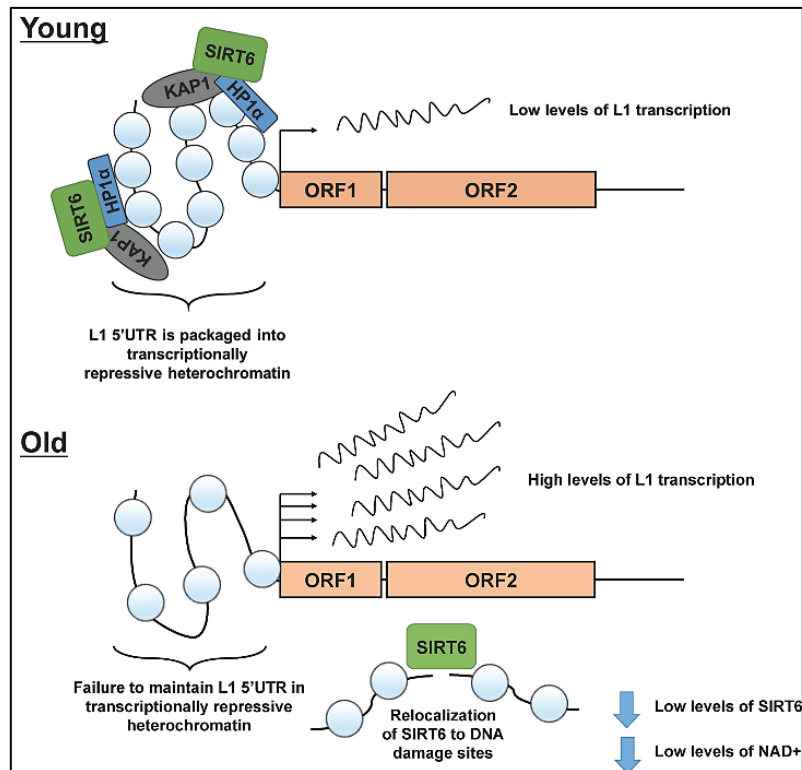 Young
SIRT6
KAP1
HP1α
Low levels of L1 transcription
HP1α
SIRT6
KAP1
ORF1
ORF2
L1 5'UTR is packaged into
transcriptionally
repressive heterochromatin
Old
High levels of L1 transcription
ORF1
ORF2
Failure to maintain L1 5'UTR in
transcriptionally repressive
heterochromatin
SIRT6
Relocalization
of SIRT6 to DNA
damage sites
Low levels of SIRT6
Low levels of NAD+